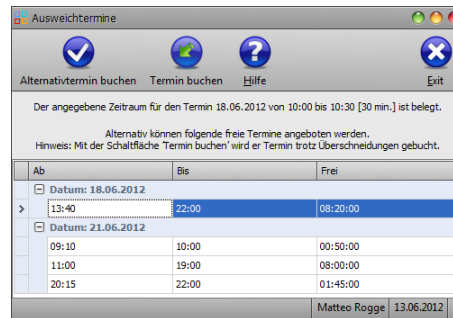 Ausweichtermine
Alternativtermin buchen Termin buchen Hilfe Exit
Der angegebene Zeitraum für den Termin 18.06.2012 von 10:00 bis 10:30 [30 min.] ist belegt.
Alternativ können folgende freie Termine angeboten werden.
Hinweis: Mit der Schaltfläche 'Termin buchen' wird er Termin trotz Überschneidungen gebucht.
Ab Bis Frei
Datum: 18.06.2012
13:40 22:00 08:20:00
Datum: 21.06.2012
09:10 10:00 00:50:00
11:00 19:00 08:00:00
20:15 22:00 01:45:00
Matteo Rogge 13.06.2012